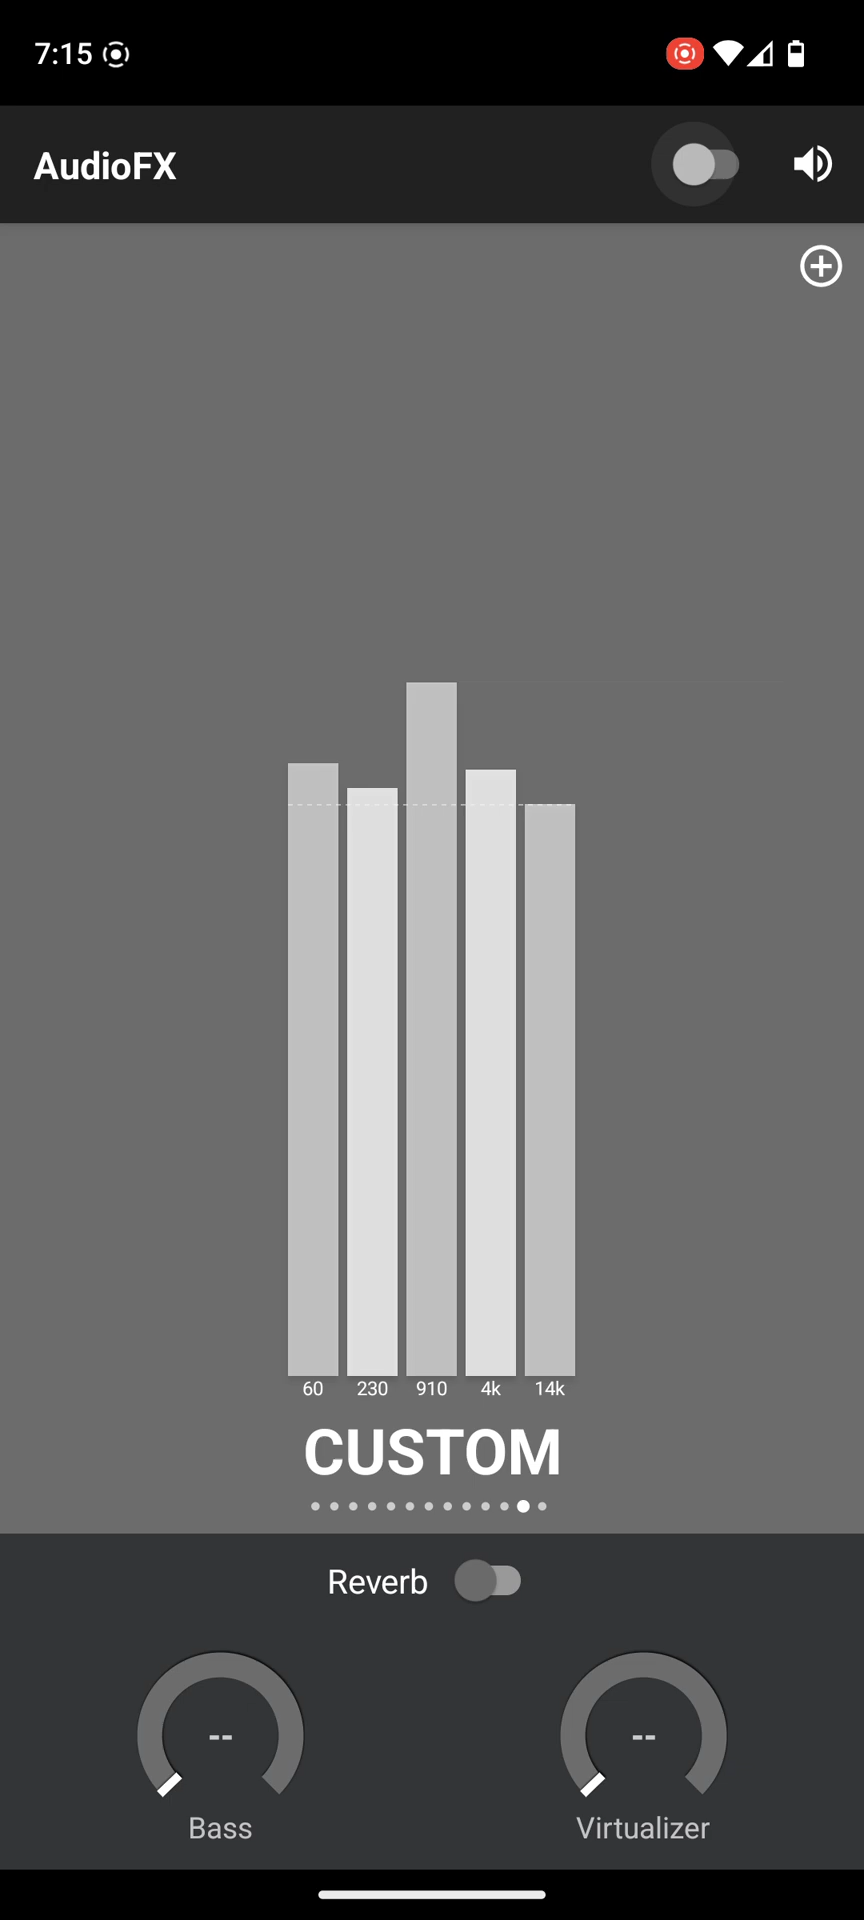 7:15
AudioFX
60 230 910 4k 14k
CUSTOM
Reverb
-- --
Bass Virtualizer